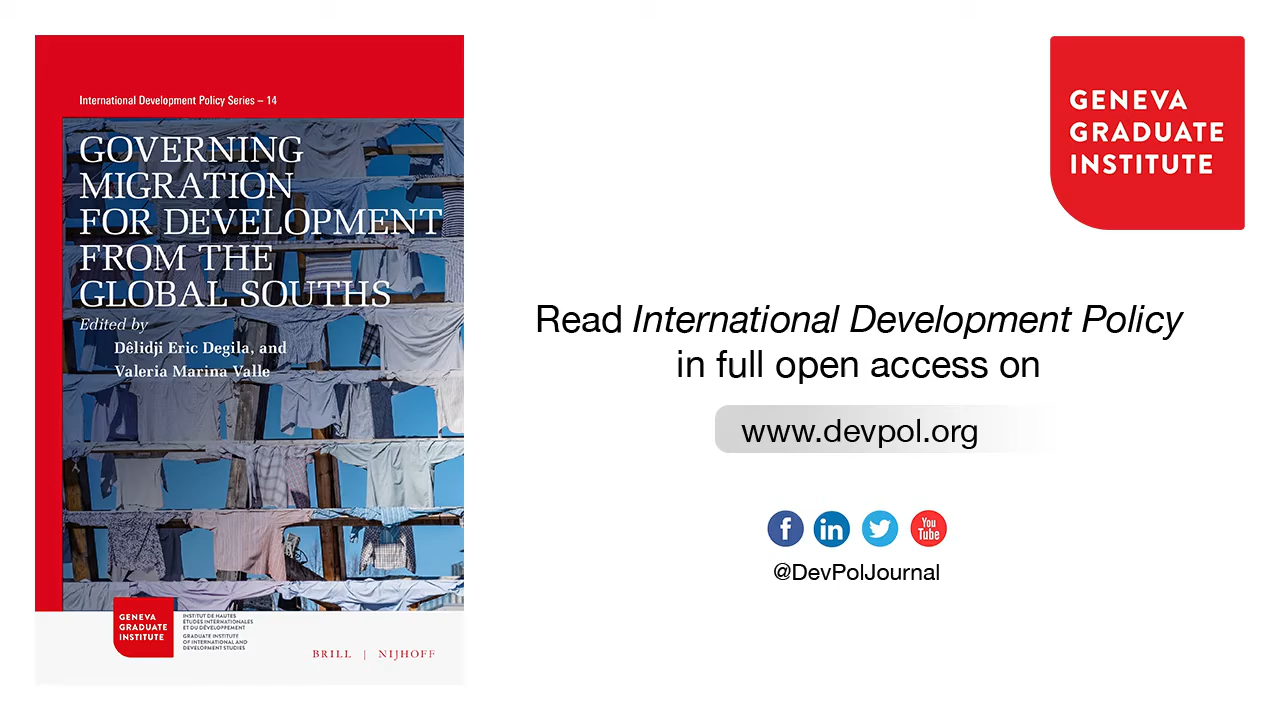 International Development Policy Series – 14
GOVERNING
MIGRATION
FOR DEVELOPMENT
FROM THE
GLOBAL SOUTHS
Edited by
Dêlidji Eric Degila, and
Valeria Marina Valle
GENEVA
GRADUATE
INSTITUTE
INSTITUT DE HAUTES
ÉTUDES INTERNATIONALES
ET DU DÉVELOPPEMENT
GRADUATE INSTITUTE
OF INTERNATIONAL AND
DEVELOPMENT STUDIES
BRILL | NIJHOFF
GENEVA
GRADUATE
INSTITUTE
Read International Development Policy
in full open access on
www.devpol.org
f in You Tube
@DevPolJournal